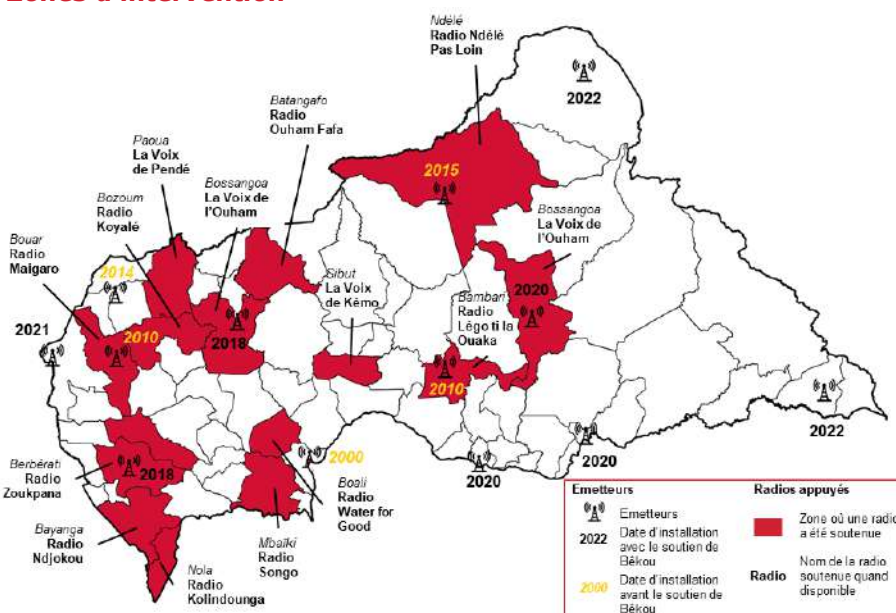 Zones d'intervention
Ndélé
Radio Ndélé
Pas Loin
2022
Batangafo
Radio
Ouham Fafa
Paoua
La Voix
de Pendé
Bossangoa
La Voix de
l'Ouham
Bozoum
Radio
Koyalé
Bouar
Radio
Maigaro
2015
Bossangoa
La Voix de
l'Ouham
2014
Sibut
La Voix
de Kêmo
Bambari
Radio
Lêgo ti la
Ouaka
2020
2021
2010
2018
2010
2022
Berbérati
Radio
Zoukpana
2018
2000
2020
2020
Boali
Radio
Water for
Good
Bayanga
Radio
Ndjokou
Mbaïki
Radio
Songo
Nola
Radio
Kolindounga
Emetteurs
Emetteurs
2022
Date d'installation
avec le soutien de
Bêkou
2000
Date d'installation
avant le soutien de
Bêkou
Radios appuyés
Zone où une radio
a été soutenue
Radio
Nom de la radio
soutenue quand
disponible